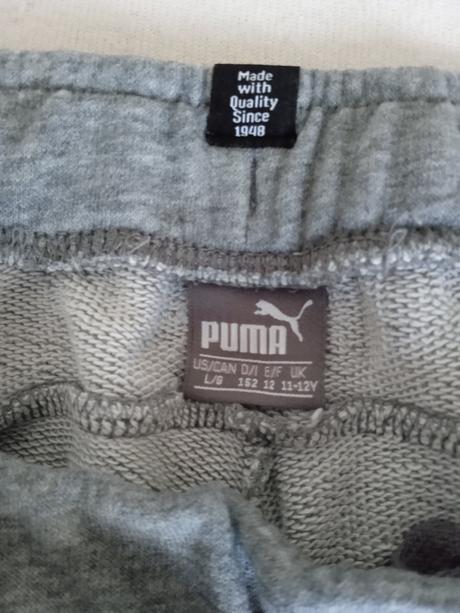 Made
with
Quality
Since
1948
PUMA
US/CAN D/I E/F UK
L/G 152 12 11-12Y